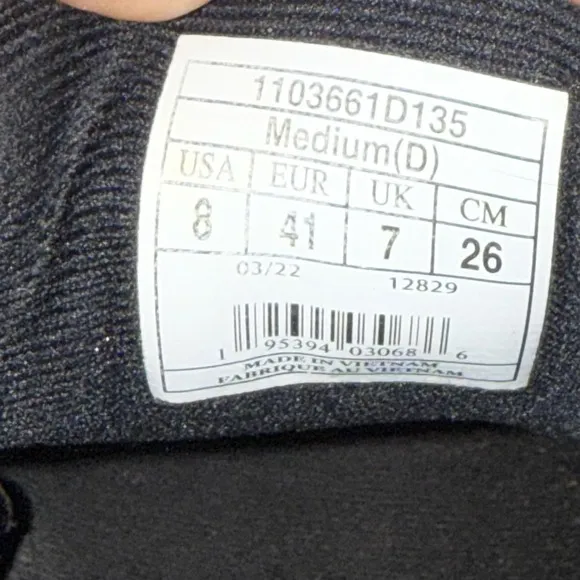 1103661D135
Medium(D)
USA EUR UK CM
8 41 7 26
03/22 12829
1 95394 03068 6
MADE IN VIETNAM
FABRIQUE AU VIETNAM